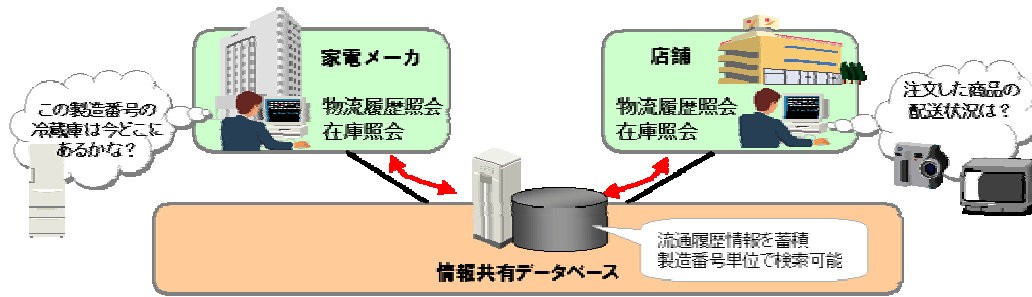 家電メーカ
物流履歴照会
在庫照会
この製造番号の
冷蔵庫は今どこに
あるかな？
店舗
物流履歴照会
在庫照会
注文した商品の
配送状況は？
流通履歴情報を蓄積
製造番号単位で検索可能
情報共有データベース